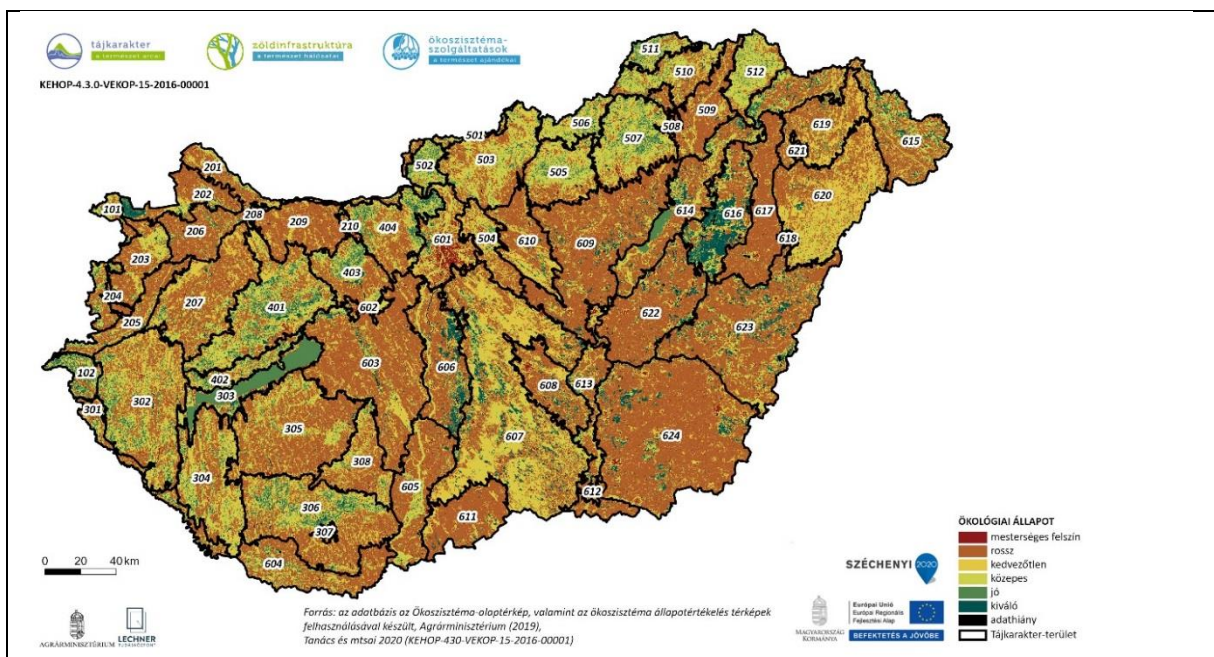 tájkarakter
a természet arcai
zöldinfrastruktúra
a természet hálózatai
ökoszisztéma-
szolgáltatások
a természet ajándékai
KEHOP-4.3.0-VEKOP-15-2016-00001
511
510
512
501
506
508
509
502
503
507
619
615
201
505
621
101
202
620
208
209
210
404
614
616
617
206
601
504
610
609
618
203
403
204
207
401
602
205
622
623
102
402
603
606
303
608
613
301
302
305
607
624
304
308
605
306
612
611
307
604
0 20 40 km
ÖKOLÓGIAI ÁLLAPOT
mesterséges felszín
rossz
kedvezőtlen
közepes
jó
kiváló
adathiány
Tájkarakter-terület
SZÉCHENYI 2020
MAGYARORSZÁG
KORMÁNYA
Európai Unió
Európai Regionális
Fejlesztési Alap
BEFEKTETÉS A JÖVŐBE
AGRÁRMINISZTÉRIUM
LECHNER
TUDÁSKÖZPONT
Forrás: az adatbázis az Ökoszisztéma-alaptérkép, valamint az ökoszisztéma állapotértékelés térképek
felhasználásával készült, Agrárminisztérium (2019),
Tanács és mtsai 2020 (KEHOP-430-VEKOP-15-2016-00001)